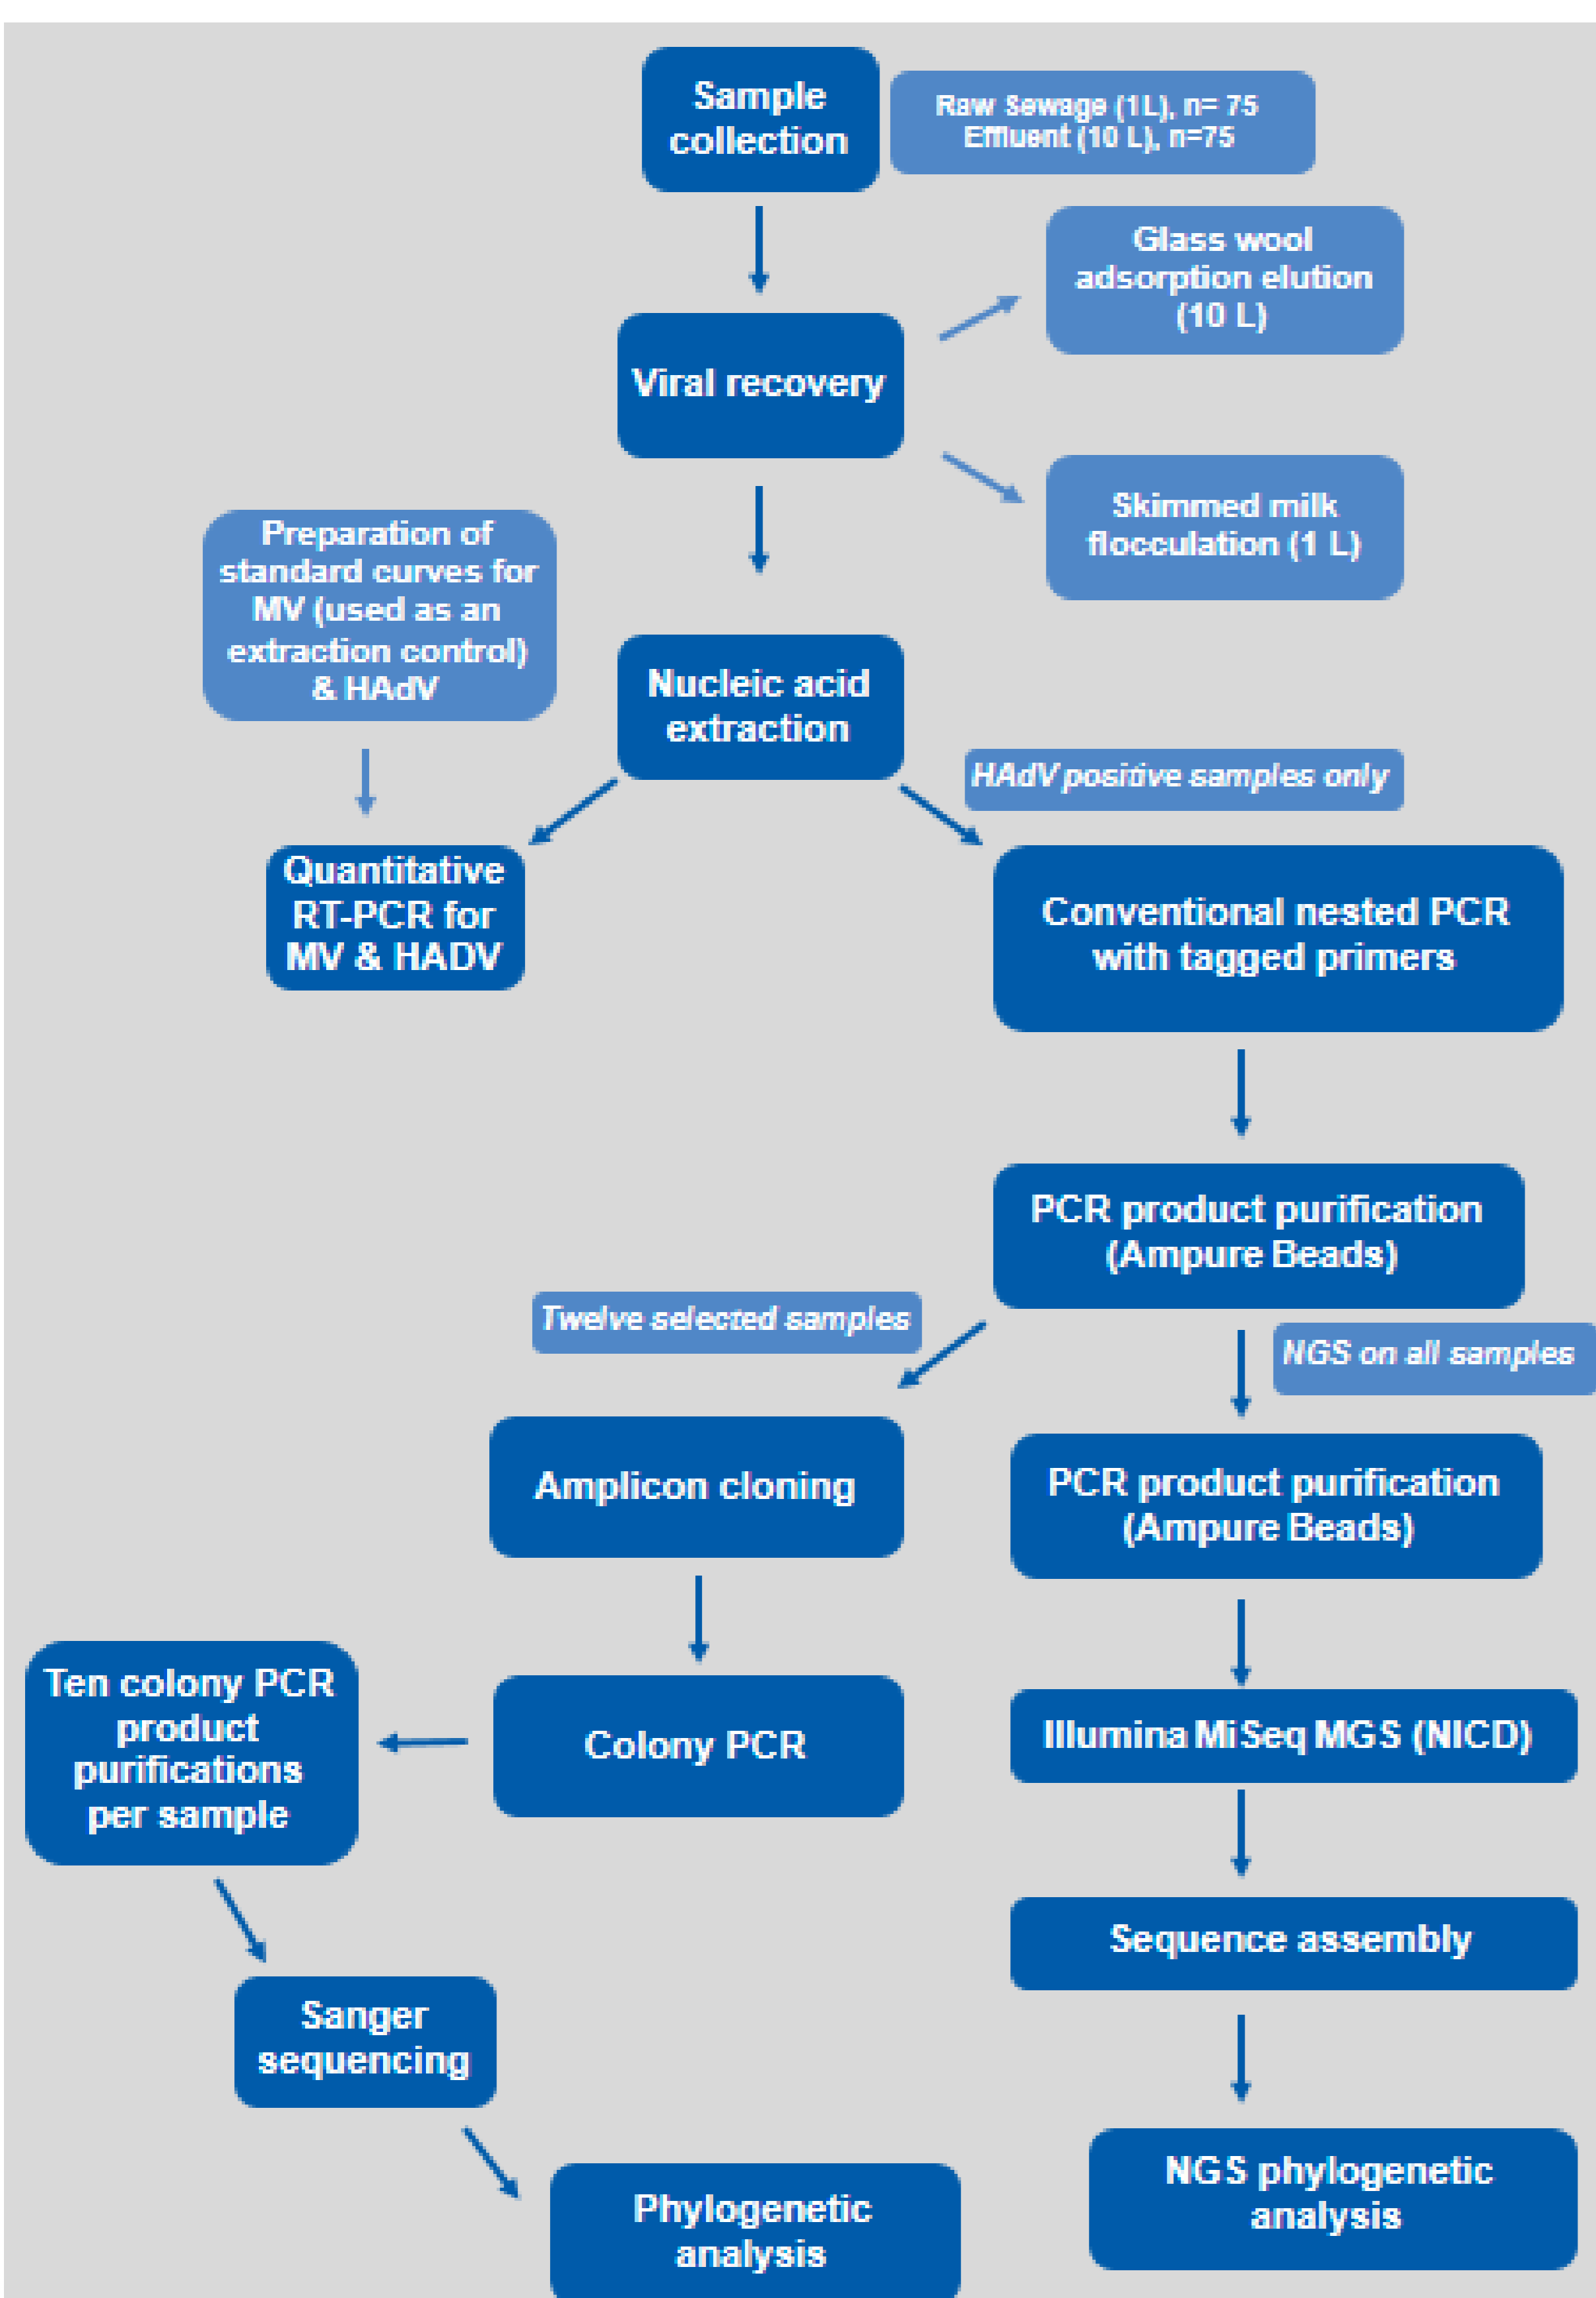 Sample
collection
Raw Sewage (1L), n= 75
Effluent (10 L), n=75
Glass wool
adsorption elution
(10 L)
Viral recovery
Skimmed milk
flocculation (1 L)
Preparation of
standard curves for
MV (used as an
extraction control)
& HAdV
Nucleic acid
extraction
HAdV positive samples only
Quantitative
RT-PCR for
MV & HADV
Conventional nested PCR
with tagged primers
PCR product purification
(Ampure Beads)
Twelve selected samples
NGS on all samples
Amplicon cloning
PCR product purification
(Ampure Beads)
Ten colony PCR
product
purifications
per sample
Colony PCR
Illumina MiSeq MGS (NICD)
Sequence assembly
Sanger
sequencing
NGS phylogenetic
analysis
Phylogenetic
analysis